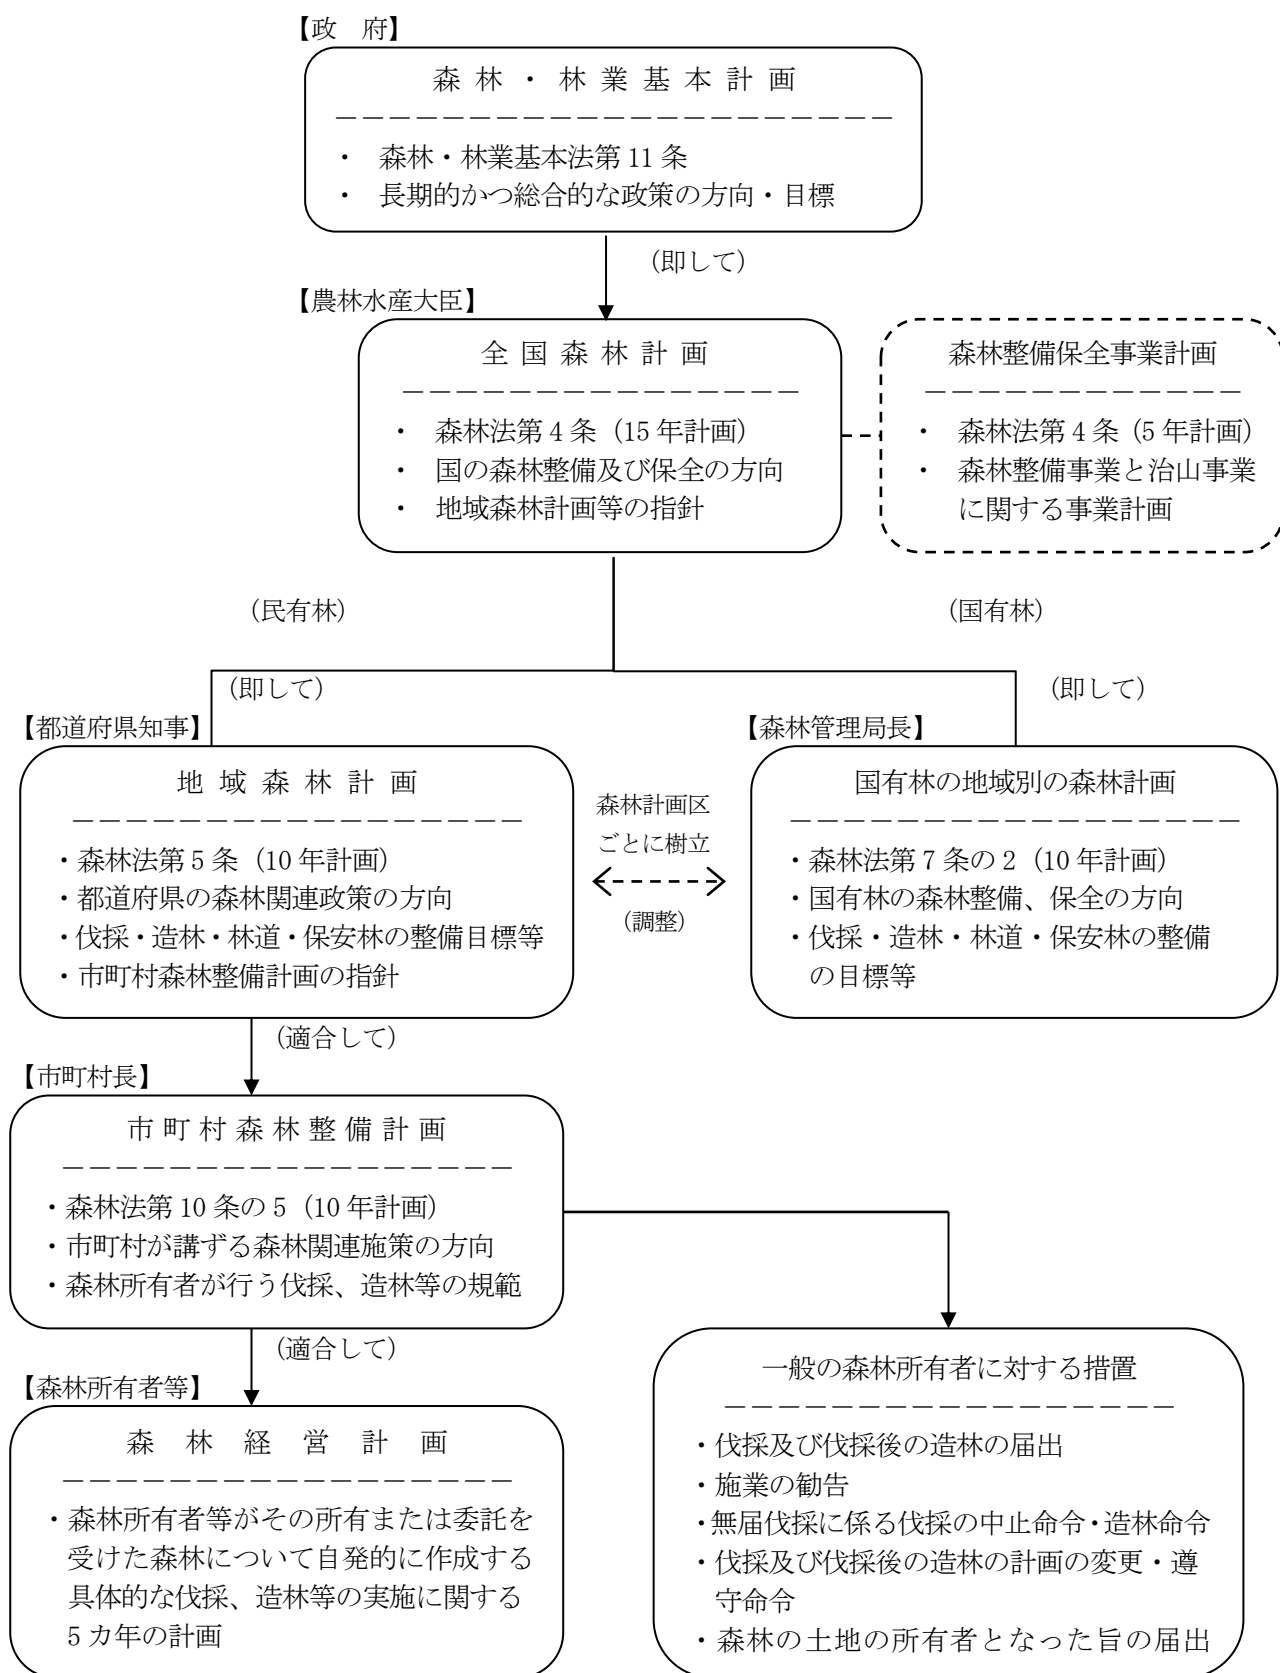 【政　府】
森 林 ・ 林 業 基 本 計 画
－－－－－－－－－－－－－－－－－－－－－
・　森林・林業基本法第 11 条
・　長期的かつ総合的な政策の方向・目標
（即して）
【農林水産大臣】
全 国 森 林 計 画
－－－－－－－－－－－－－－－
・　森林法第 4 条（15 年計画）
・　国の森林整備及び保全の方向
・　地域森林計画等の指針
森林整備保全事業計画
－－－－－－－－－－－－
・　森林法第 4 条（5 年計画）
・　森林整備事業と治山事業
に関する事業計画
（民有林）
（国有林）
（即して）
（即して）
【都道府県知事】
地 域 森 林 計 画
－－－－－－－－－－－－－－－－－
・森林法第 5 条（10 年計画）
・都道府県の森林関連政策の方向
・伐採・造林・林道・保安林の整備目標等
・市町村森林整備計画の指針
森林計画区
ごとに樹立
（調整）
【森林管理局長】
国有林の地域別の森林計画
－－－－－－－－－－－－－－－－－
・森林法第 7 条の 2（10 年計画）
・国有林の森林整備、保全の方向
・伐採・造林・林道・保安林の整備
の目標等
（適合して）
【市町村長】
市 町 村 森 林 整 備 計 画
－－－－－－－－－－－－－－－－－
・森林法第 10 条の 5（10 年計画）
・市町村が講ずる森林関連施策の方向
・森林所有者が行う伐採、造林等の規範
（適合して）
【森林所有者等】
森　林　経　営　計　画
－－－－－－－－－－－－－－－－－
・森林所有者等がその所有または委託を
受けた森林について自発的に作成する
具体的な伐採、造林等の実施に関する
5 カ年の計画
一般の森林所有者に対する措置
－－－－－－－－－－－－－－－－－
・伐採及び伐採後の造林の届出
・施業の勧告
・無届伐採に係る伐採の中止命令・造林命令
・伐採及び伐採後の造林の計画の変更・遵
守命令
・森林の土地の所有者となった旨の届出